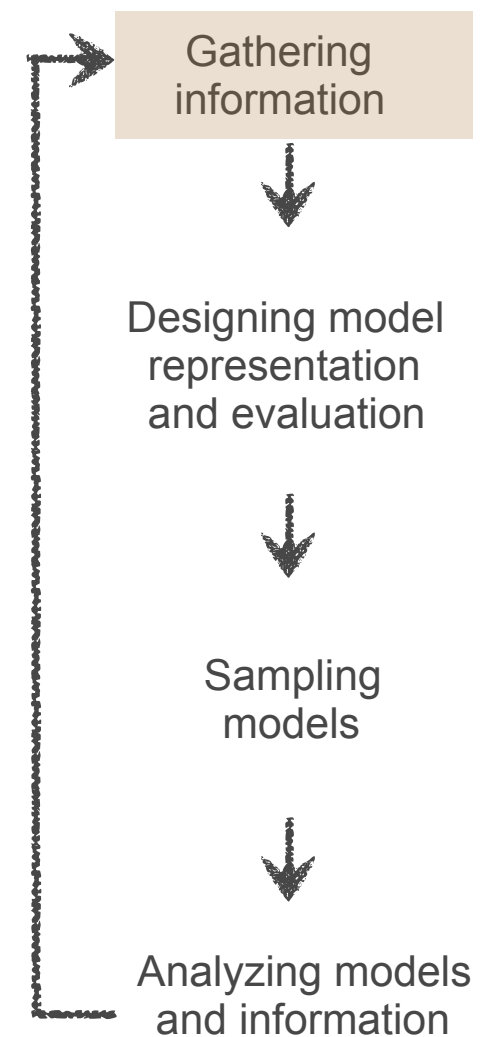 Gathering
information
Designing model
representation
and evaluation
Sampling
models
Analyzing models
and information